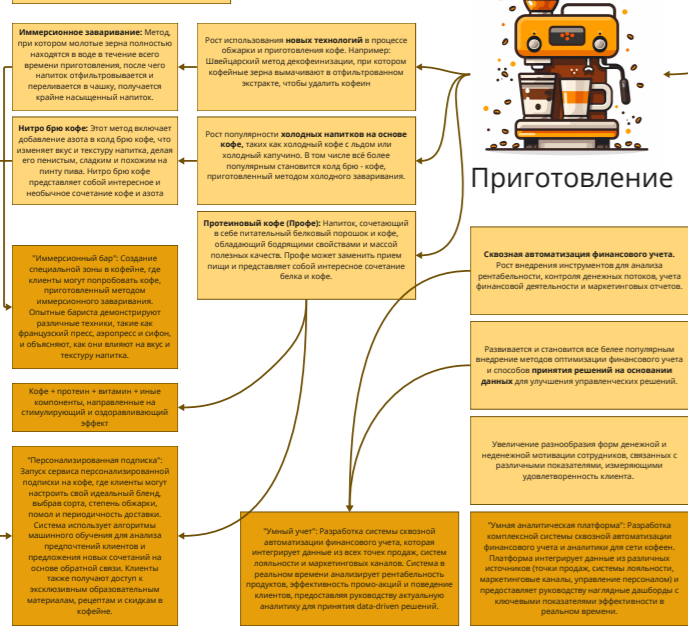 Иммерсионное заваривание: Метод,
при котором молотые зерна полностью
находятся в воде в течение всего
времени приготовления, после чего
напиток отфильтровывается и
переливается в чашку, получается
крайне насыщенный напиток.
Рост использования новых технологий в процессе
обжарки и приготовления кофе. Например:
Швейцарский метод декофеинизации, при котором
кофейные зерна вымачивают в отфильтрованном
экстракте, чтобы удалить кофеин
Нитро брю кофе: Этот метод включает
добавление азота в колд брю кофе, что
изменяет вкус и текстуру напитка, делая
его пенистым, сладким и похожим на
пинту пива. Нитро брю кофе
представляет собой интересное и
необычное сочетание кофе и азота
Рост популярности холодных напитков на основе
кофе, таких как холодный кофе с льдом или
холодный капучино. В том числе всё более
популярным становится колд брю - кофе,
приготовленный методом холодного заваривания.
Приготовление
Протеиновый кофе (Профе): Напиток, сочетающий
в себе питательный белковый порошок и кофе,
обладающий бодрящими свойствами и массой
полезных качеств. Профе может заменить прием
пищи и представляет собой интересное сочетание
белка и кофе.
Сквозная автоматизация финансового учета.
Рост внедрения инструментов для анализа
рентабельности, контроля денежных потоков, учета
финансовой деятельности и маркетинговых отчетов.
"Иммерсионный бар": Создание
специальной зоны в кофейне, где
клиенты могут попробовать кофе,
приготовленный методом
иммерсионного заваривания.
Опытные бариста демонстрируют
различные техники, такие как
французский пресс, аэропресс и сифон,
и объясняют, как они влияют на вкус и
текстуру напитка.
Развивается и становится все более популярным
внедрение методов оптимизации финансового учета
и способов принятия решений на основании
данных для улучшения управленческих решений.
Кофе + протеин + витамин + иные
компоненты, направленные на
стимулирующий и оздоравливающий
эффект
Увеличение разнообразия форм денежной и
неденежной мотивации сотрудников, связанных с
различными показателями, измеряющими
удовлетворенность клиента.
"Персонализированная подписка":
Запуск сервиса персонализированной
подписки на кофе, где клиенты могут
настроить свой идеальный бленд,
выбрав сорта, степень обжарки,
помол и периодичность доставки.
Система использует алгоритмы
машинного обучения для анализа
предпочтений клиентов и
предложения новых сочетаний на
основе обратной связи. Клиенты
также получают доступ к
эксклюзивным образовательным
материалам, рецептам и скидкам в
кофейне.
"Умный учет": Разработка системы сквозной
автоматизации финансового учета, которая
интегрирует данные из всех точек продаж, систем
лояльности и маркетинговых каналов. Система в
реальном времени анализирует рентабельность
продуктов, эффективность промо-акций и поведение
клиентов, предоставляя руководству актуальную
аналитику для принятия data-driven решений.
"Умная аналитическая платформа": Разработка
комплексной системы сквозной автоматизации
финансового учета и аналитики для сети кофеен.
Платформа интегрирует данные из различных
источников (точки продаж, системы лояльности,
маркетинговые каналы, управление персоналом) и
предоставляет руководству наглядные дашборды с
ключевыми показателями эффективности в
реальном времени.